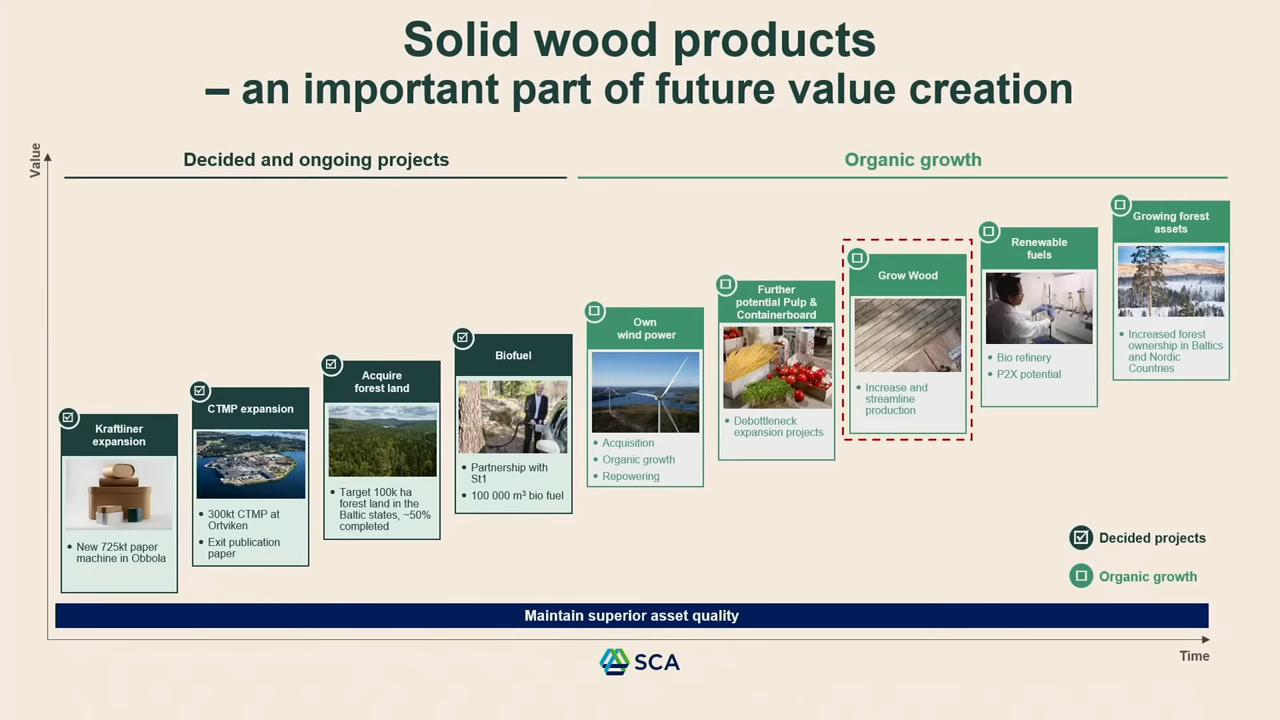 Solid wood products
– an important part of future value creation
Value
Decided and ongoing projects
Organic growth
Kraftliner
expansion
• New 725kt paper
machine in Obbola
CTMP expansion
• 300kt CTMP at
Ortviken
• Exit publication
paper
Acquire
forest land
• Target 100k ha
forest land in the
Baltic states, ~50%
completed
Biofuel
• Partnership with
St1
• 100 000 m³ bio fuel
Own
wind power
• Acquisition
• Organic growth
• Repowering
Further
potential Pulp &
Containerboard
• Debottleneck
expansion projects
Grow Wood
• Increase and
streamline
production
Renewable
fuels
• Bio refinery
• P2X potential
Growing forest
assets
• Increased forest
ownership in Baltics
and Nordic
Countries
Decided projects
Organic growth
Maintain superior asset quality
Time
SCA